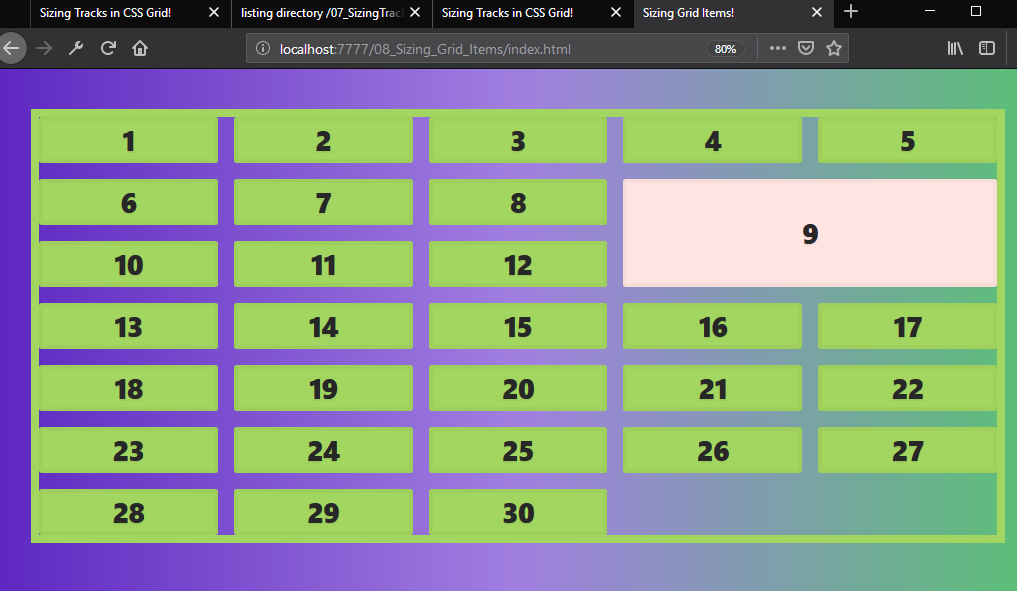 Sizing Tracks in CSS Grid!
listing directory /07_SizingTrac
Sizing Tracks in CSS Grid!
Sizing Grid Items!
localhost:7777/08_Sizing_Grid_Items/index.html
80%
1 2 3 4 5
6 7 8
9
10 11 12
13 14 15 16 17
18 19 20 21 22
23 24 25 26 27
28 29 30